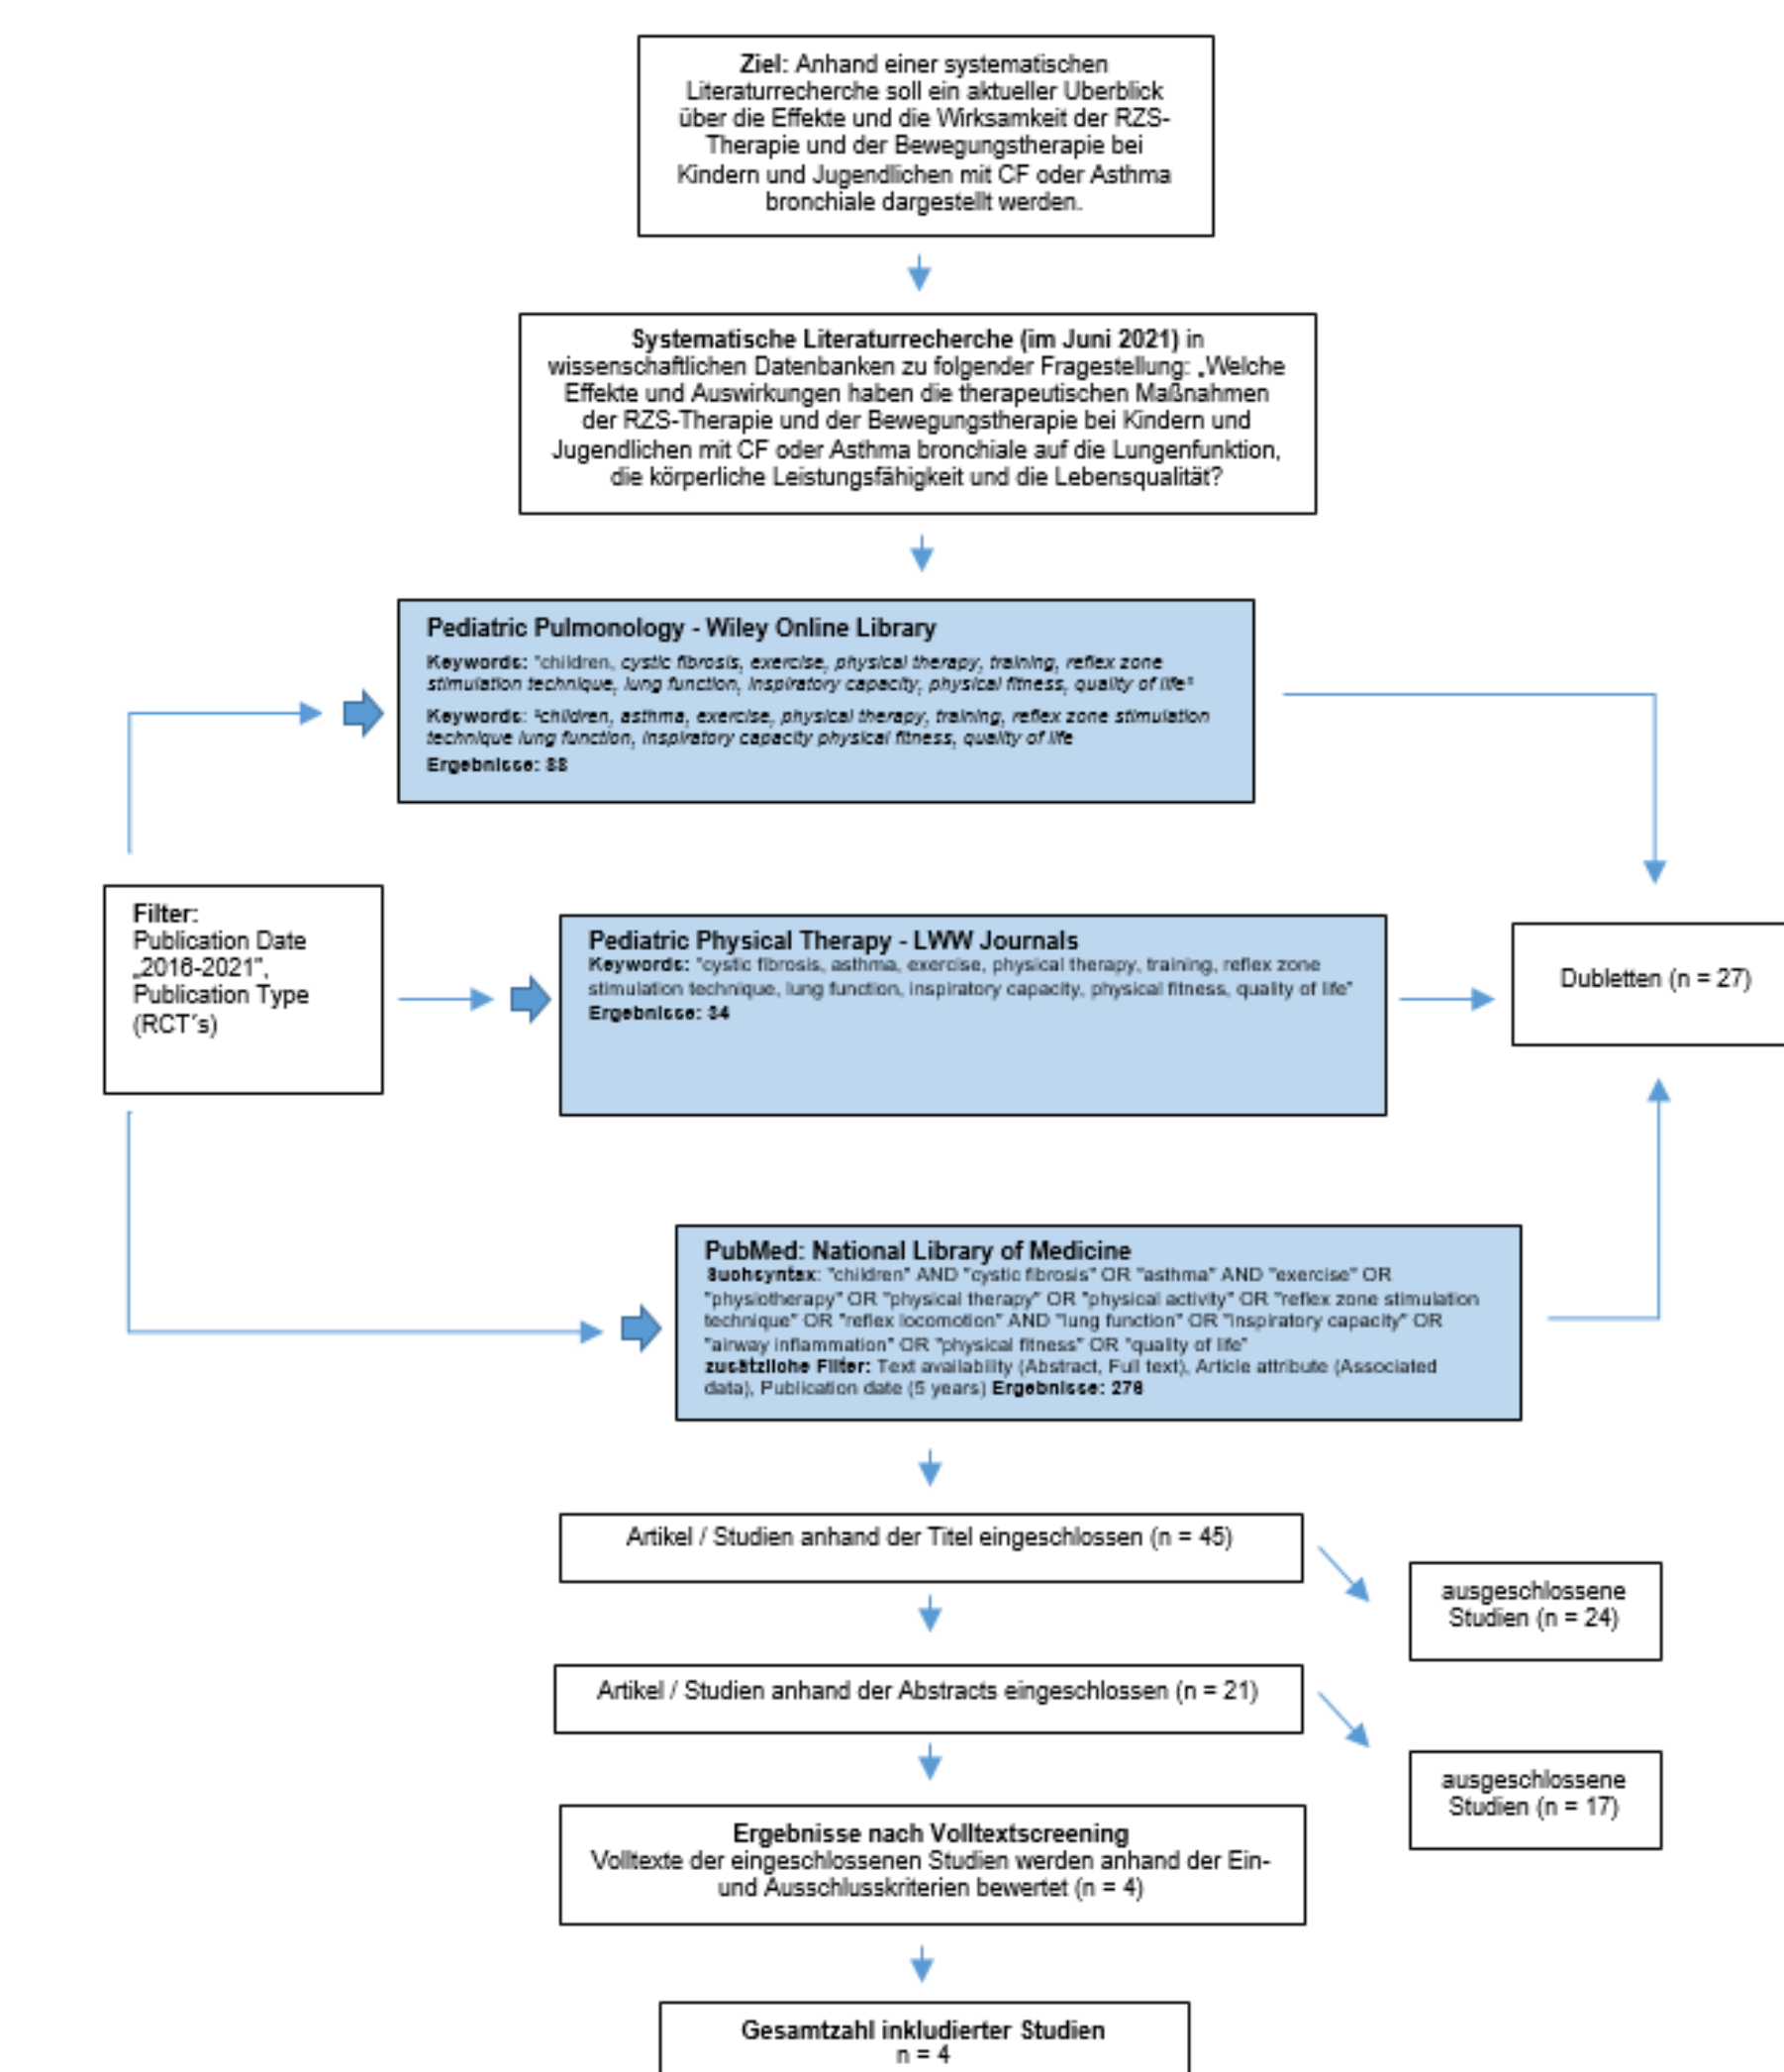 Ziel: Anhand einer systematischen
Literaturrecherche soll ein aktueller Überblick
über die Effekte und die Wirksamkeit der RZS-
Therapie und der Bewegungstherapie bei
Kindern und Jugendlichen mit CF oder Asthma
bronchiale dargestellt werden.
Systematische Literaturrecherche (im Juni 2021) in
wissenschaftlichen Datenbanken zu folgender Fragestellung: „Welche
Effekte und Auswirkungen haben die therapeutischen Maßnahmen
der RZS-Therapie und der Bewegungstherapie bei Kindern und
Jugendlichen mit CF oder Asthma bronchiale auf die Lungenfunktion,
die körperliche Leistungsfähigkeit und die Lebensqualität?
Pediatric Pulmonology - Wiley Online Library
Keywords: "children, cystic fibrosis, exercise, physical therapy, training, reflex zone
stimulation technique, lung function, inspiratory capacity, physical fitness, quality of life"
Keywords: "children, asthma, exercise, physical therapy, training, reflex zone stimulation
technique lung function, inspiratory capacity physical fitness, quality of life
Ergebnisse:
Filter:
Publication Date
„2016-2021",
Publication Type
(RCT´s)
Pediatric Physical Therapy - LWW Journals
Keywords: "cystic fibrosis, asthma, exercise, physical therapy, training, reflex zone
stimulation technique, lung function, inspiratory capacity, physical fitness, quality of life"
Ergebnisse: 34
Dubletten (n = 27)
PubMed: National Library of Medicine
Suchsyntax: "children" AND "cystic fibrosis" OR "asthma" AND "exercise" OR
"physiotherapy" OR "physical therapy" OR "physical activity" OR "reflex zone stimulation
technique" OR "reflex locomotion" AND "lung function" OR "inspiratory capacity" OR
"airway inflammation" OR "physical fitness" OR "quality of life"
zusätzliche Filter: Text availability (Abstract, Full text), Article attribute (Associated
data), Publication date (5 years) Ergebnisse:
Artikel / Studien anhand der Titel eingeschlossen (n = 45)
ausgeschlossene
Studien (n = 24)
Artikel / Studien anhand der Abstracts eingeschlossen (n = 21)
ausgeschlossene
Studien (n = 17)
Ergebnisse nach Volltextscreening
Volltexte der eingeschlossenen Studien werden anhand der Ein-
und Ausschlusskriterien bewertet (n = 4)
Gesamtzahl inkludierter Studien
n = 4